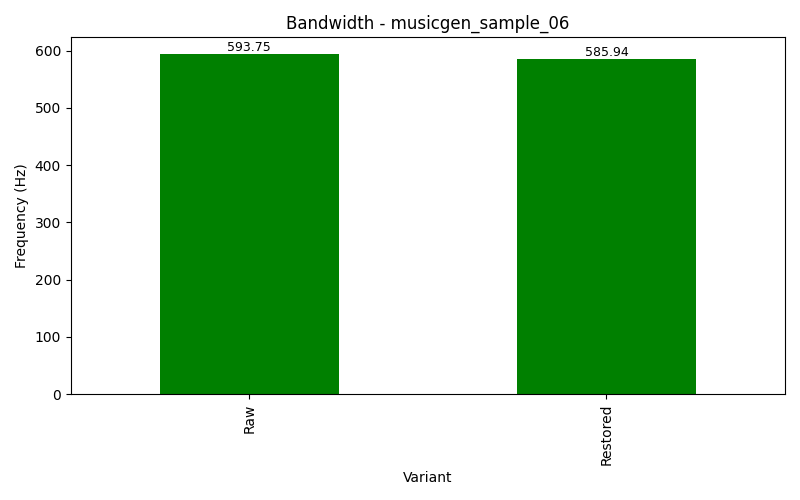 Bandwidth - musicgen_sample_06
593.75
585.94
600
500
400
300
200
100
0
Frequency (Hz)
Raw
Restored
Variant